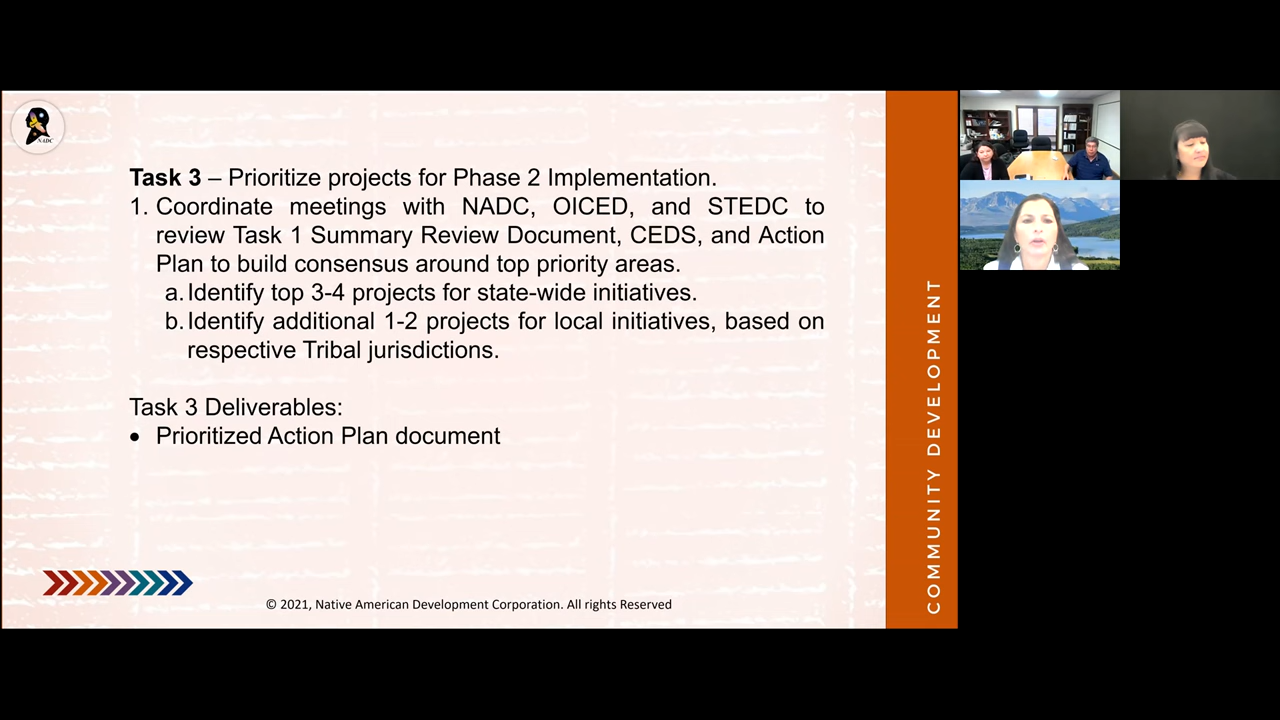 NADC
Task 3 – Prioritize projects for Phase 2 Implementation.
1. Coordinate meetings with NADC, OICED, and STEDC to
review Task 1 Summary Review Document, CEDS, and Action
Plan to build consensus around top priority areas.
a. Identify top 3-4 projects for state-wide initiatives.
b. Identify additional 1-2 projects for local initiatives, based on
respective Tribal jurisdictions.
Task 3 Deliverables:
• Prioritized Action Plan document
© 2021, Native American Development Corporation. All rights Reserved
COMMUNITY DEVELOPMENT